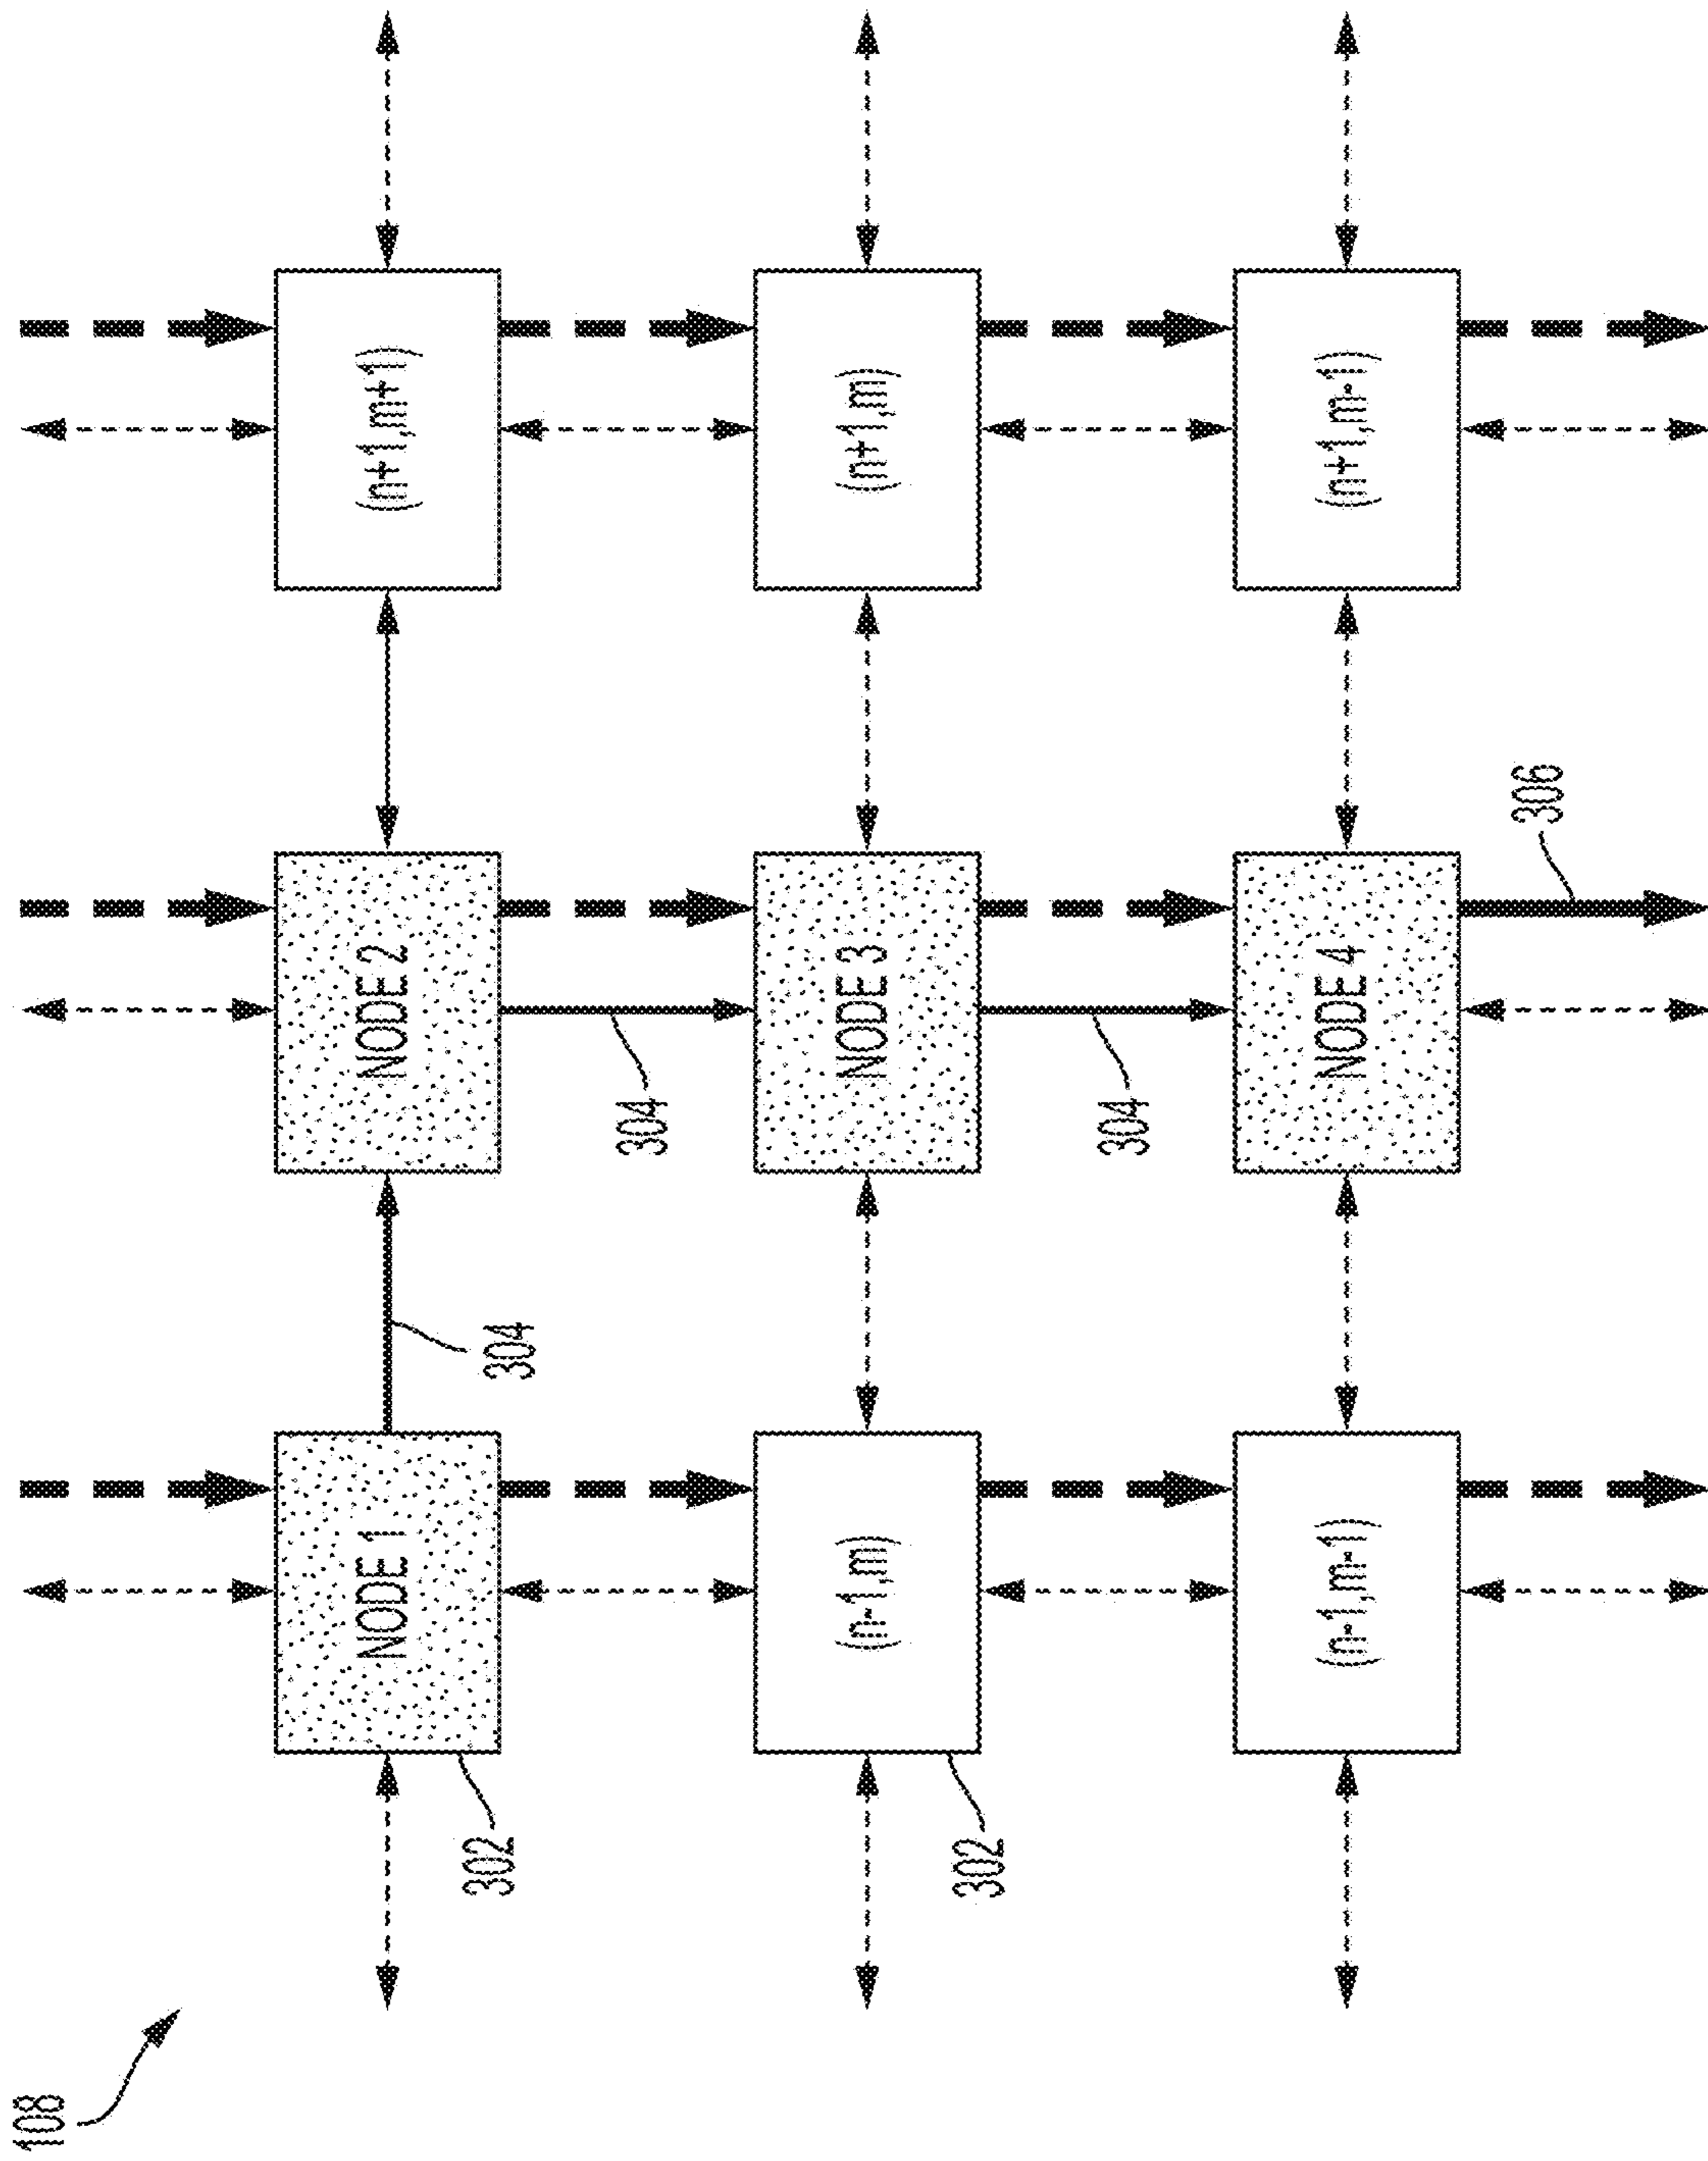 108
NODE 1
NODE 2
(n+1,m+1)
302
304
304
(n-1,m)
NODE 3
(n+1,m)
302
304
(n-1,m-1)
NODE 4
(n+1,m-1)
306